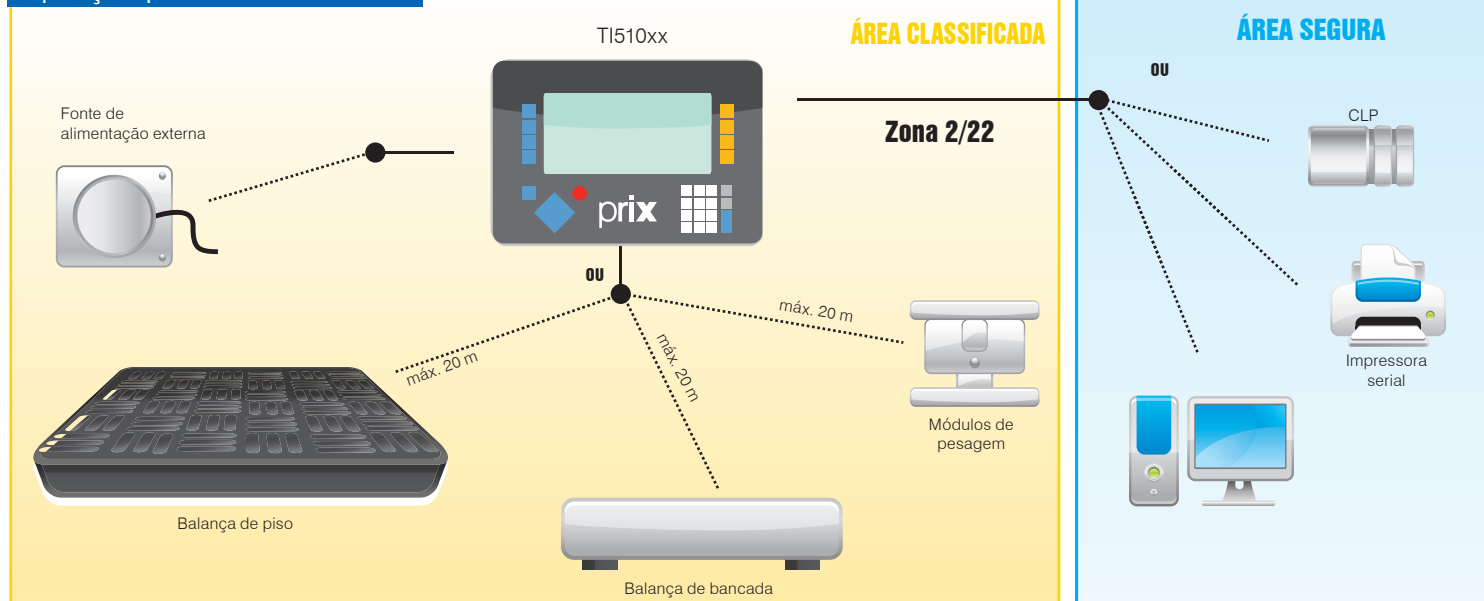 TI510xx
ÁREA CLASSIFICADA
ÁREA SEGURA
OU
Fonte de
alimentação externa
Zona 2/22
CLP
prix
OU
máx. 20 m
máx. 20 m
máx. 20 m
Impressora
serial
Módulos de
pesagem
Balança de piso
Balança de bancada